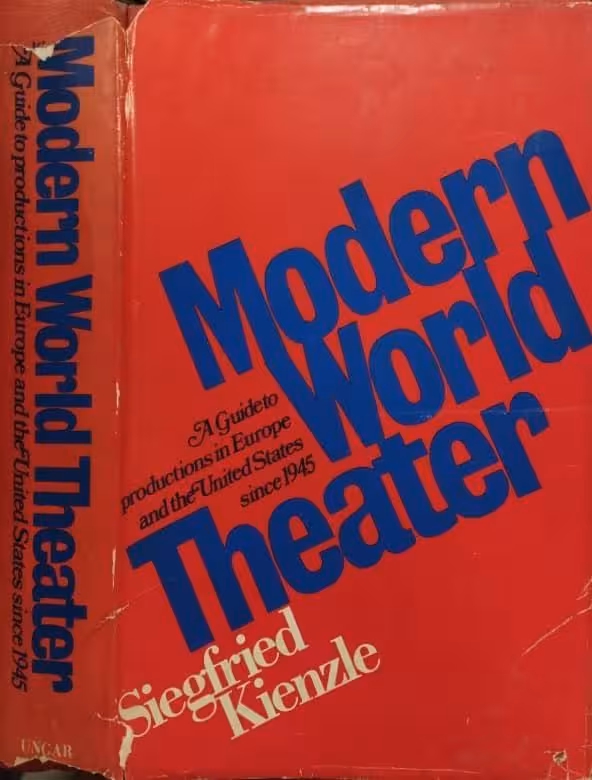 Modern World Theater
A Guide to productions in Europe and the United States since 1945
UNGAR
Modern
World
Theater
A Guide to
productions in Europe
and the United States
since 1945
Siegfried
Kienzle